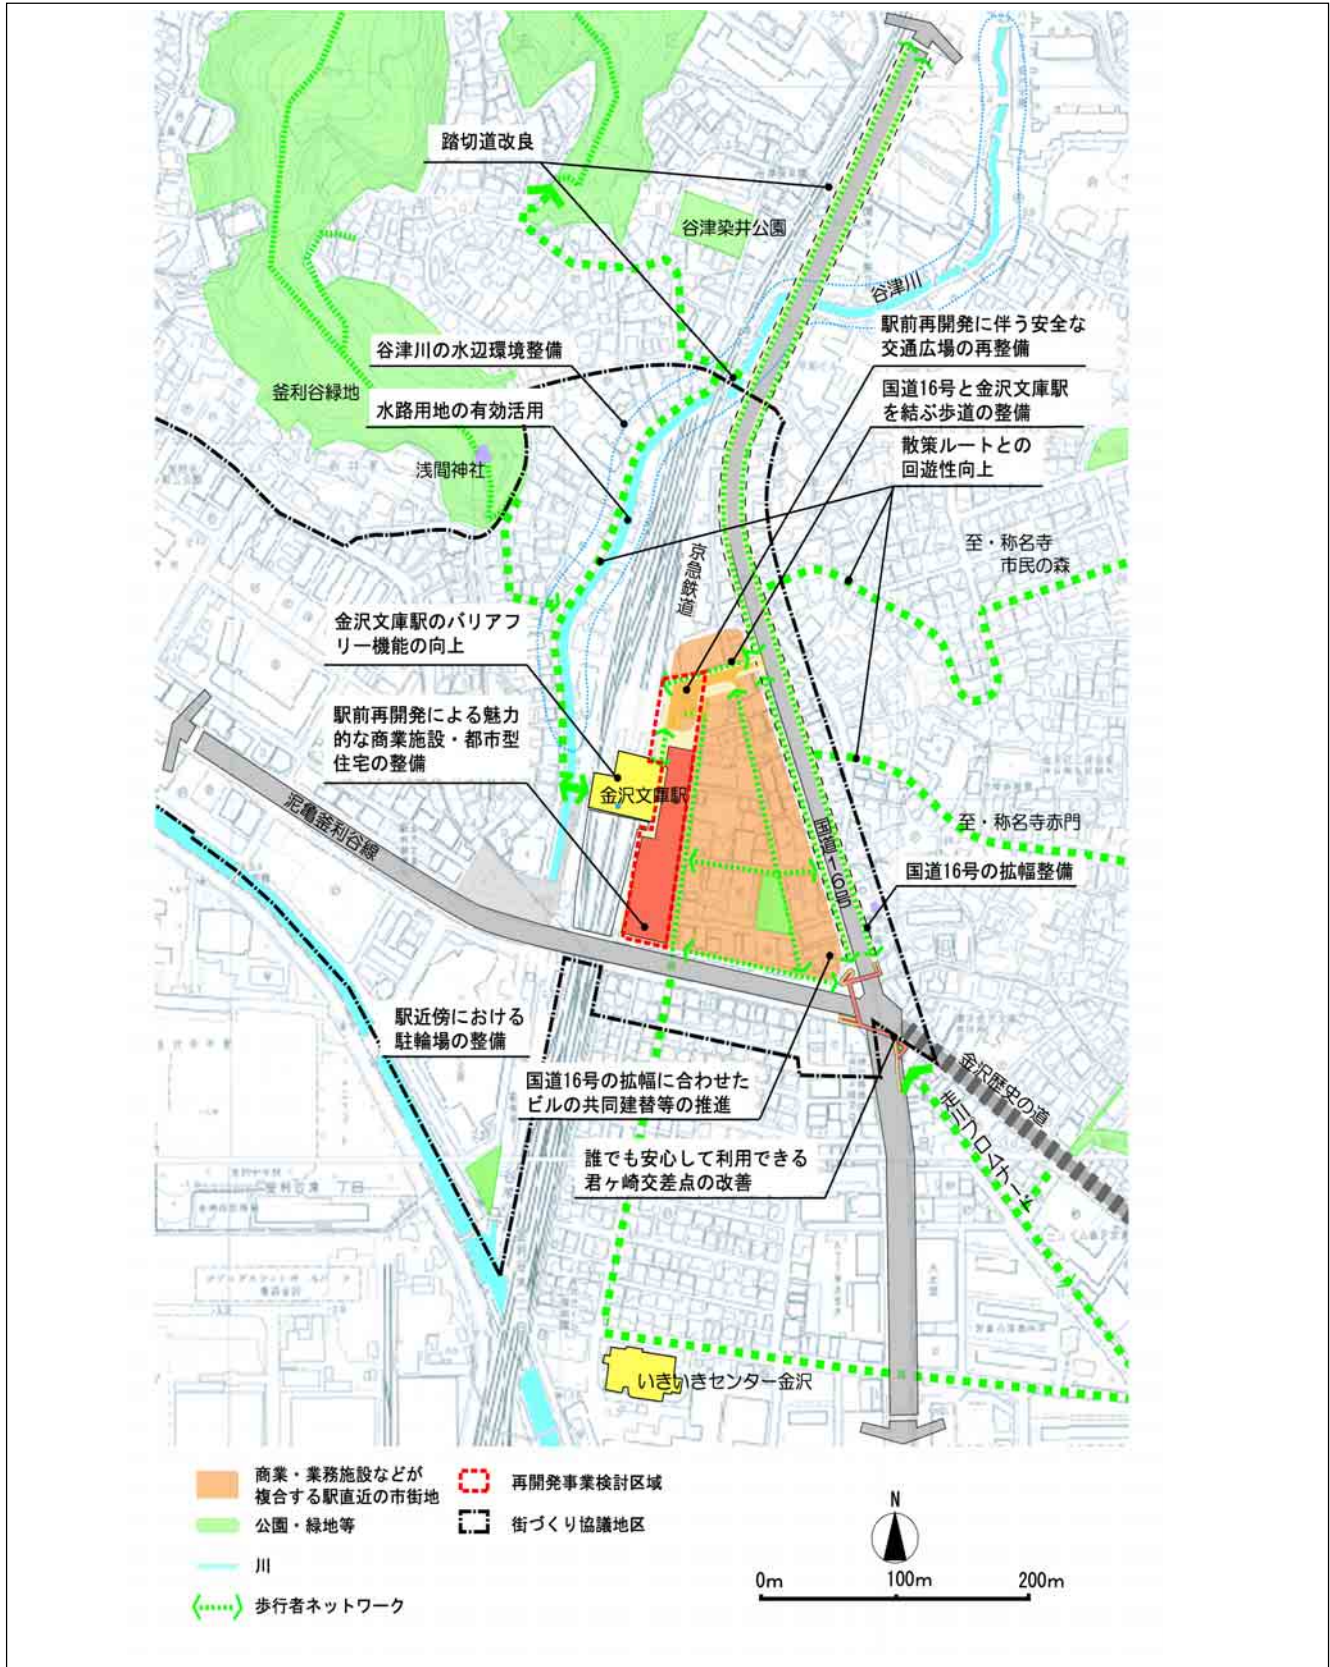 踏切道改良
谷津染井公園
谷津川
駅前再開発に伴う安全な
交通広場の再整備
谷津川の水辺環境整備
国道16号と金沢文庫駅
を結ぶ歩道の整備
釜利谷緑地
水路用地の有効活用
散策ルートとの
回遊性向上
浅間神社
至・称名寺
市民の森
京急鉄道
金沢文庫駅のバリアフ
リー機能の向上
駅前再開発による魅力
的な商業施設・都市型
住宅の整備
金沢文庫駅
泥亀釜利谷線
国道16号
至・称名寺赤門
国道16号の拡幅整備
駅近傍における
駐輪場の整備
国道16号の拡幅に合わせた
ビルの共同建替等の推進
金沢歴史の道
走川プロムナード
誰でも安心して利用できる
君ヶ崎交差点の改善
いきいきセンター金沢
商業・業務施設などが
複合する駅直近の市街地
公園・緑地等
川
歩行者ネットワーク
再開発事業検討区域
街づくり協議地区
N
0m 100m 200m